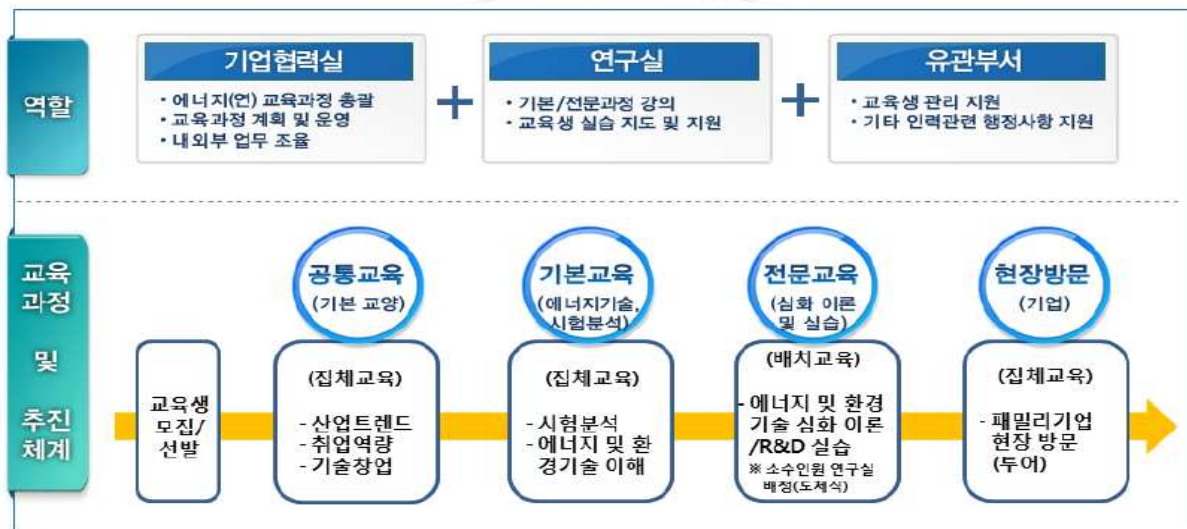 역할
기업협력실
• 에너지(연) 교육과정 총괄
• 교육과정 계획 및 운영
• 내외부 업무 조율
+
연구실
• 기본/전문과정 강의
• 교육생 실습 지도 및 지원
+
유관부서
• 교육생 관리 지원
• 기타 인력관련 행정사항 지원
교육
과정
및
추진
체계
교육생
모집/
선발
공통교육
(기본 교양)
(집체교육)
- 산업트렌드
- 취업역량
- 기술창업
기본교육
(에너지기술,
시험분석)
(집체교육)
- 시험분석
- 에너지 및 환
경기술 이해
전문교육
(심화 이론
및 실습)
(배치교육)
- 에너지 및 환경
기술 심화 이론
/R&D 실습
※ 소수인원 연구실
배정(도제식)
현장방문
(기업)
(집체교육)
- 패밀리기업
현장 방문
(투어)